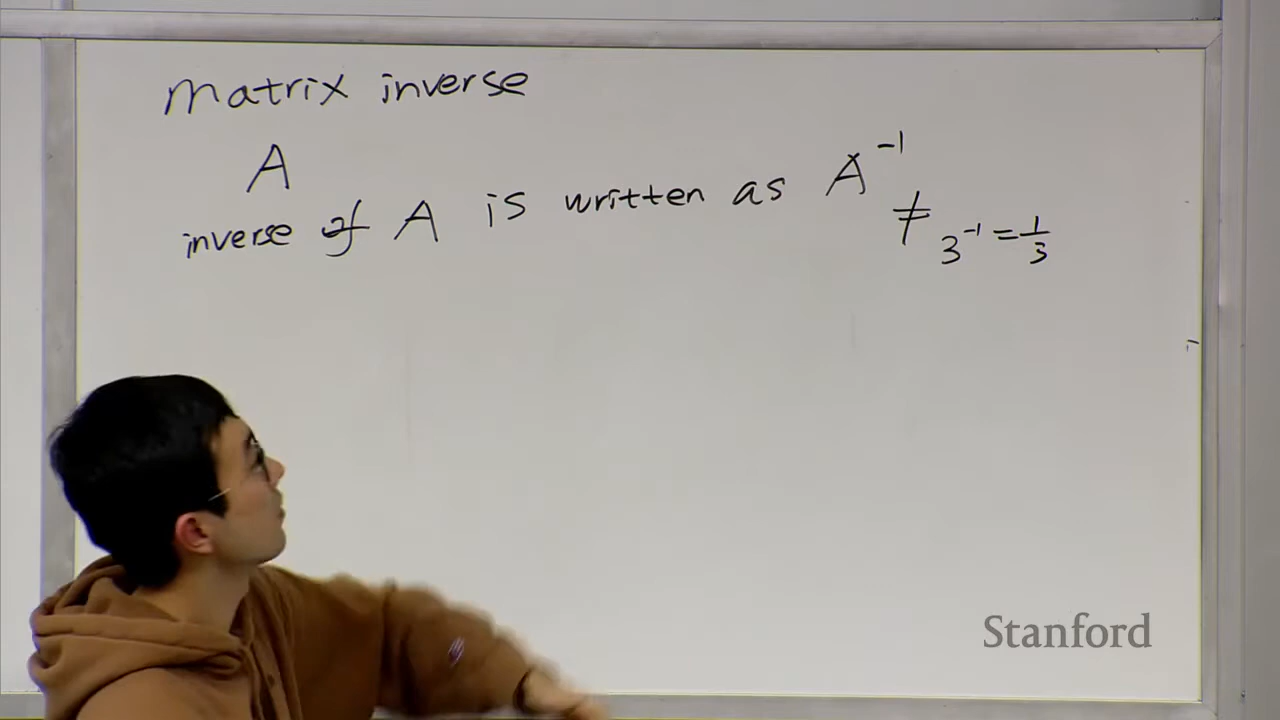 matrix inverse
A
inverse of A is written as A⁻¹
≠ 3⁻¹ = 1/3
Stanford